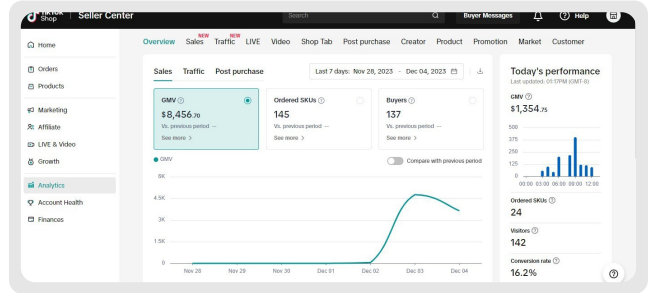 TikTok
Shop
Seller Center
Search
Buyer Messages
Help
Home
Orders
Products
Marketing
Affiliate
LIVE & Video
Growth
Analytics
Account Health
Finances
NEW
NEW
Overview Sales Traffic LIVE Video Shop Tab Post purchase Creator Product Promotion Market Customer
Sales Traffic Post purchase
Last 7 days: Nov 28, 2023 - Dec 04, 2023
GMV
$8,456.70
Vs. previous period —
See more >
Ordered SKUs
145
Vs. previous period —
See more >
Buyers
137
Vs. previous period —
See more >
GMV
Compare with previous period
6K
4.5K
3K
1.5K
0
Nov 28 Nov 29 Nov 30 Dec 01 Dec 02 Dec 03 Dec 04
Today's performance
Last updated: 01:17PM (GMT-8)
GMV
$1,354.75
500
375
250
125
0
00:00 03:00 06:00 09:00 12:00
Ordered SKUs
24
Visitors
142
Conversion rate
16.2%